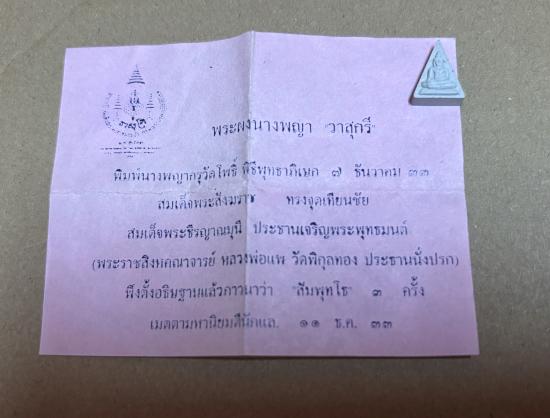 พระผงนางพญา "วาสุกรี"
พิมพ์นางพญากรุวัดโพธิ์ พิธีพุทธาภิเษก ๗ ธันวาคม ๓๓
สมเด็จพระสังฆราช ทรงจุดเทียนชัย
สมเด็จพระธีรญาณมุนี ประธานเจริญพระพุทธมนต์
(พระราชสิงหคณาจารย์ หลวงพ่อแพ วัดพิกุลทอง ประธานนั่งปรก)
พึงตั้งอธิษฐานแล้วภาวนาว่า "สัมพุทโธ" ๓ ครั้ง
เมตตามหานิยมดีนักแล. ๑๑ ธ.ค. ๓๓